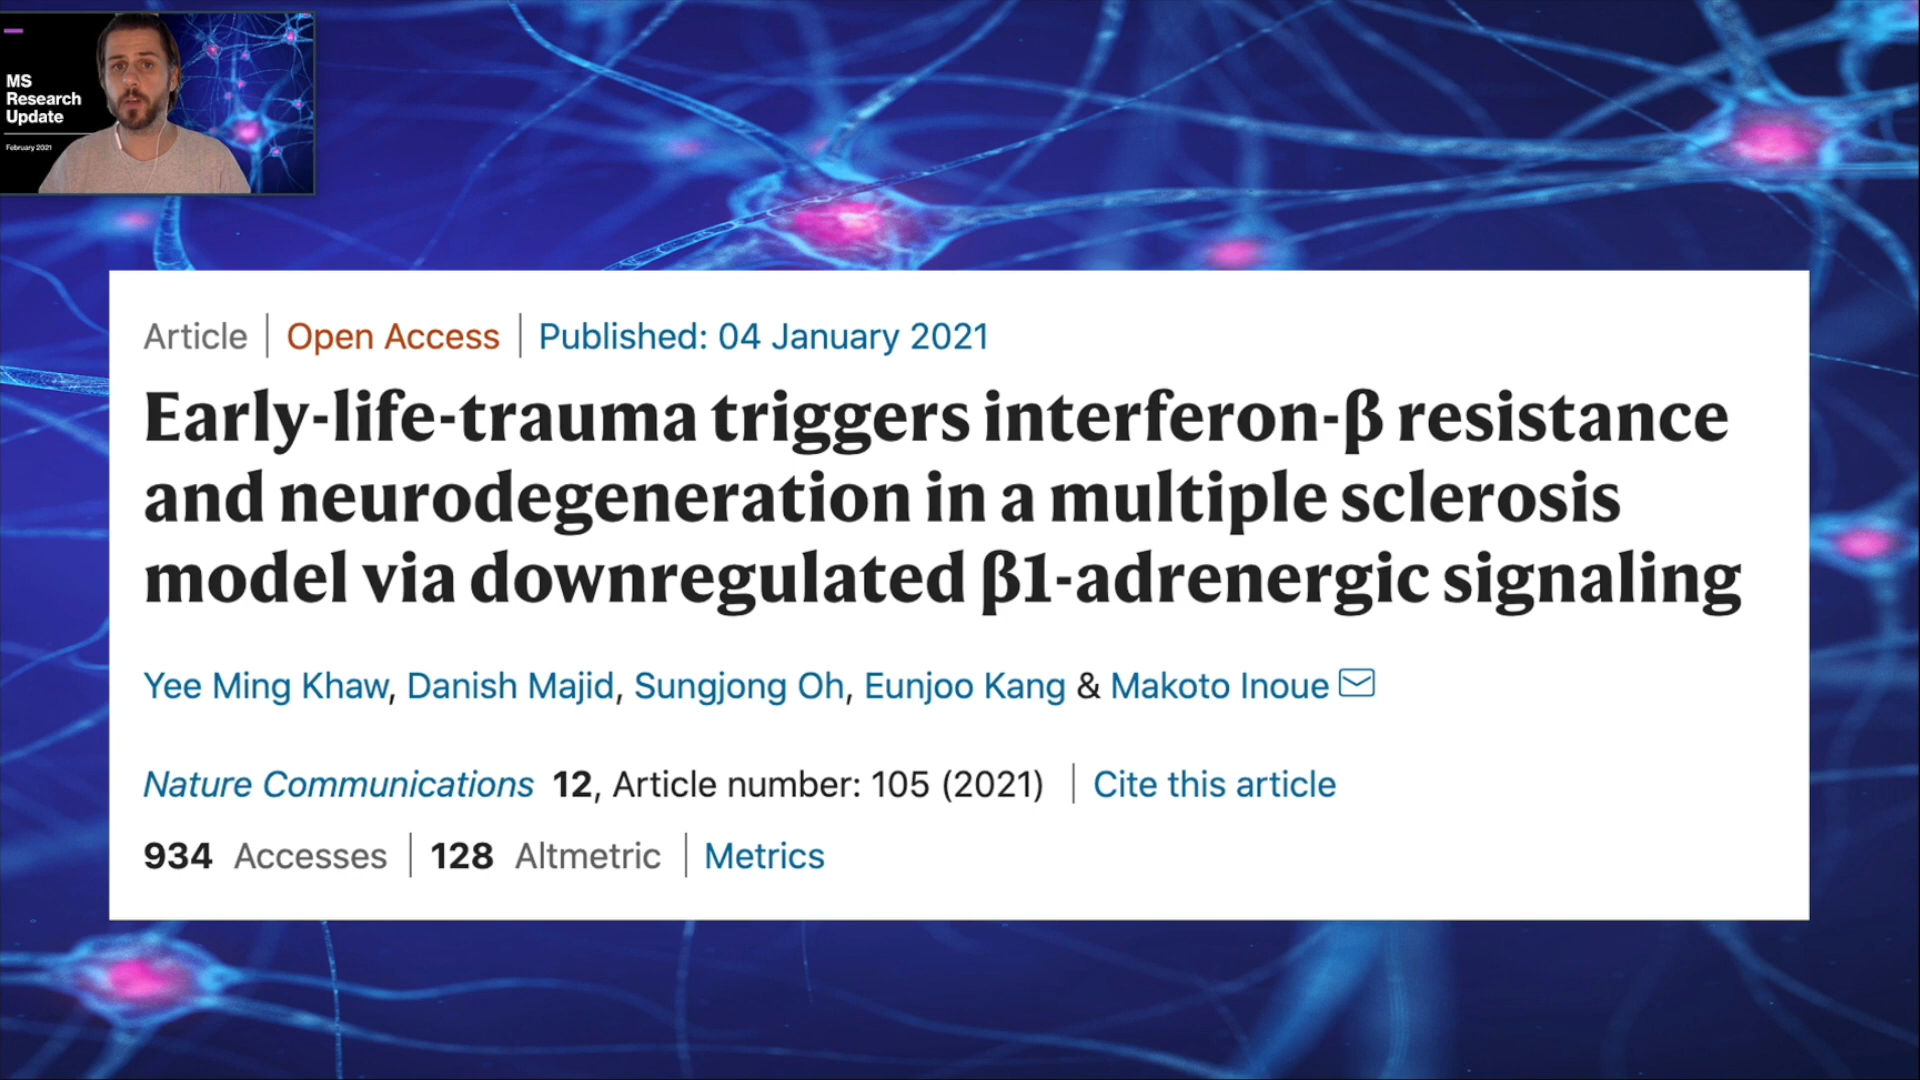 MS
Research
Update
February 2021
Article | Open Access | Published: 04 January 2021
Early-life-trauma triggers interferon-β resistance
and neurodegeneration in a multiple sclerosis
model via downregulated β1-adrenergic signaling
Yee Ming Khaw, Danish Majid, Sungjong Oh, Eunjoo Kang & Makoto Inoue
Nature Communications 12, Article number: 105 (2021) | Cite this article
934 Accesses | 128 Altmetric | Metrics